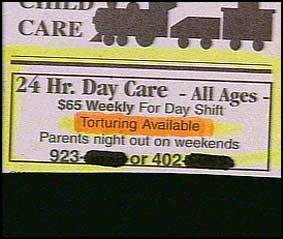 CHILD
CARE
24 Hr. Day Care - All Ages -
$65 Weekly For Day Shift
Torturing Available
Parents night out on weekends
923- or 402-